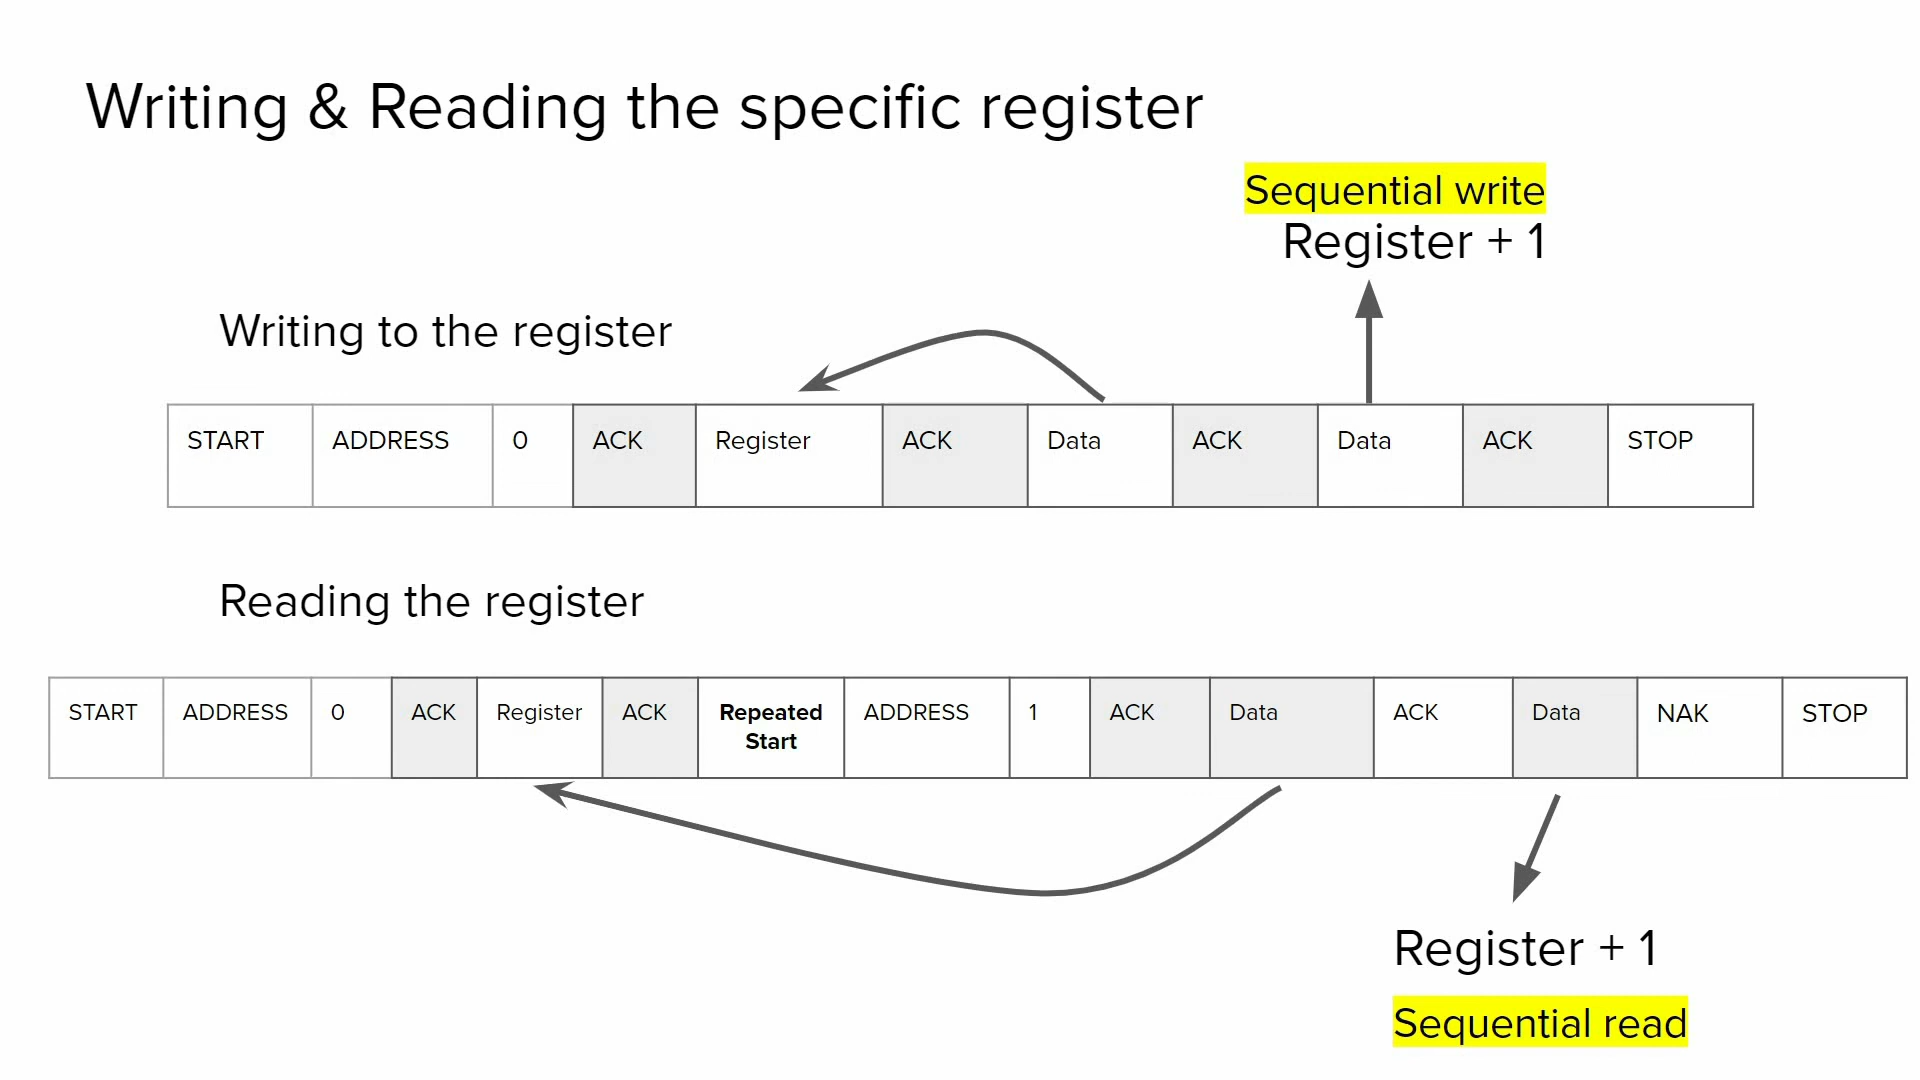 Writing & Reading the specific register
Sequential write
Register + 1
Writing to the register
START ADDRESS 0 ACK Register ACK Data ACK Data ACK STOP
Reading the register
START ADDRESS 0 ACK Register ACK Repeated Start ADDRESS 1 ACK Data ACK Data NAK STOP
Register + 1
Sequential read